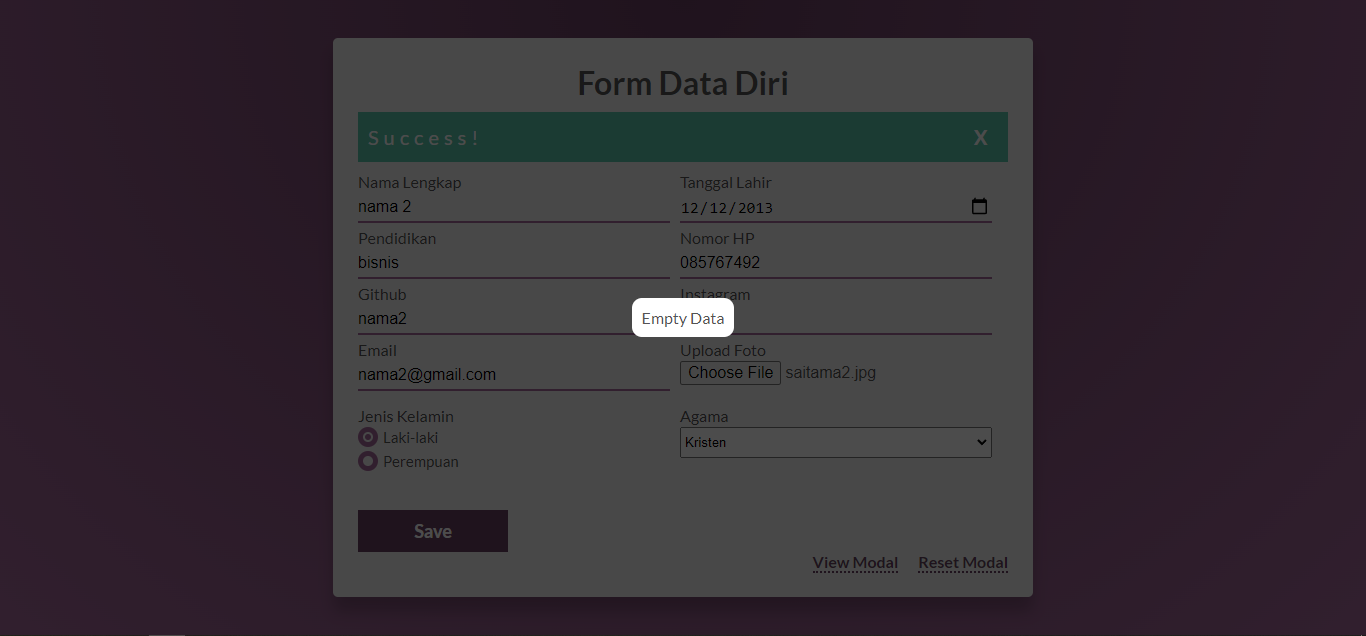 Form Data Diri
Success! X
Nama Lengkap Tanggal Lahir
nama 2 12/12/2013
Pendidikan Nomor HP
bisnis 085767492
Github Instagram
nama2
Empty Data
Email Upload Foto
nama2@gmail.com Choose File saitama2.jpg
Jenis Kelamin Agama
Laki-laki Kristen
Perempuan
Save
View Modal Reset Modal